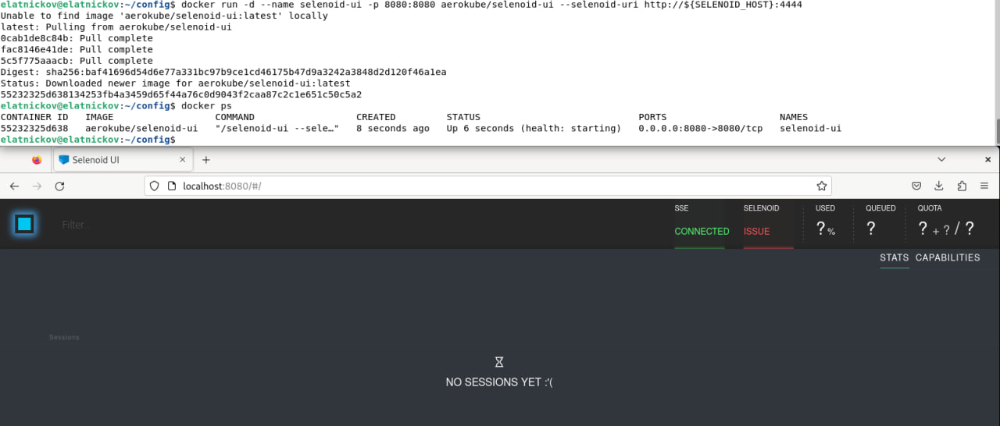 elatnickov@elatnickov:~/config$ docker run -d --name selenoid-ui -p 8080:8080 aerokube/selenoid-ui --selenoid-uri http://${SELENOID_HOST}:4444
Unable to find image 'aerokube/selenoid-ui:latest' locally
latest: Pulling from aerokube/selenoid-ui
0cab1de8c84b: Pull complete
fac8146e41de: Pull complete
5c5f775aaacb: Pull complete
Digest: sha256:baf41696d54d6e77a331bc97b9ce1cd46175b47d9a3242a3848d2d120f46a1ea
Status: Downloaded newer image for aerokube/selenoid-ui:latest
55232325d638134253fb4a3459d65f44a76c0d9043f2caa87c2c1e651c50c5a2
elatnickov@elatnickov:~/config$ docker ps
CONTAINER ID   IMAGE                  COMMAND                  CREATED         STATUS                            PORTS                    NAMES
55232325d638   aerokube/selenoid-ui   "/selenoid-ui --sele…"   8 seconds ago   Up 6 seconds (health: starting)   0.0.0.0:8080->8080/tcp   selenoid-ui
elatnickov@elatnickov:~/config$
Selenoid UI
localhost:8080/#/
SSE SELENOID USED QUEUED QUOTA
Filter...
CONNECTED ISSUE ? % ? ? + ? / ?
STATS CAPABILITIES
Sessions
NO SESSIONS YET :'(